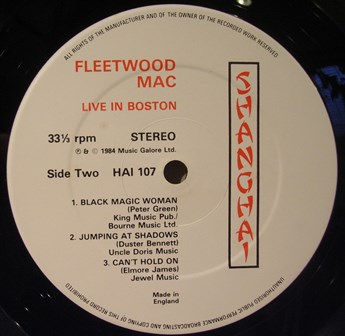 ALL RIGHTS OF THE MANUFACTURER AND OF THE OWNER OF THE RECORDED WORK RESERVED
FLEETWOOD
MAC
LIVE IN BOSTON
SHANGHAI
33⅓ rpm STEREO
℗ & © 1984 Music Galore Ltd.
Side Two HAI 107
1. BLACK MAGIC WOMAN
(Peter Green)
King Music Pub./
Bourne Music Ltd.
2. JUMPING AT SHADOWS
(Duster Bennett)
Uncle Doris Music
3. CAN'T HOLD ON
(Elmore James)
Jewel Music
Made in
England
UNAUTHORISED PUBLIC PERFORMANCE BROADCASTING AND COPYING OF THIS RECORD PROHIBITED